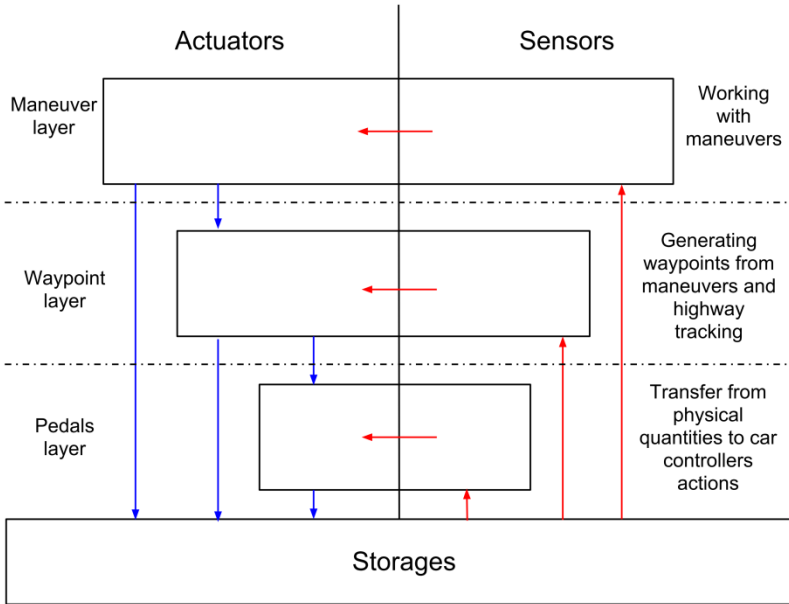 Actuators
Sensors
Maneuver
layer
Working
with
maneuvers
Waypoint
layer
Generating
waypoints from
maneuvers and
highway
tracking
Pedals
layer
Transfer from
physical
quantities to car
controllers
actions
Storages